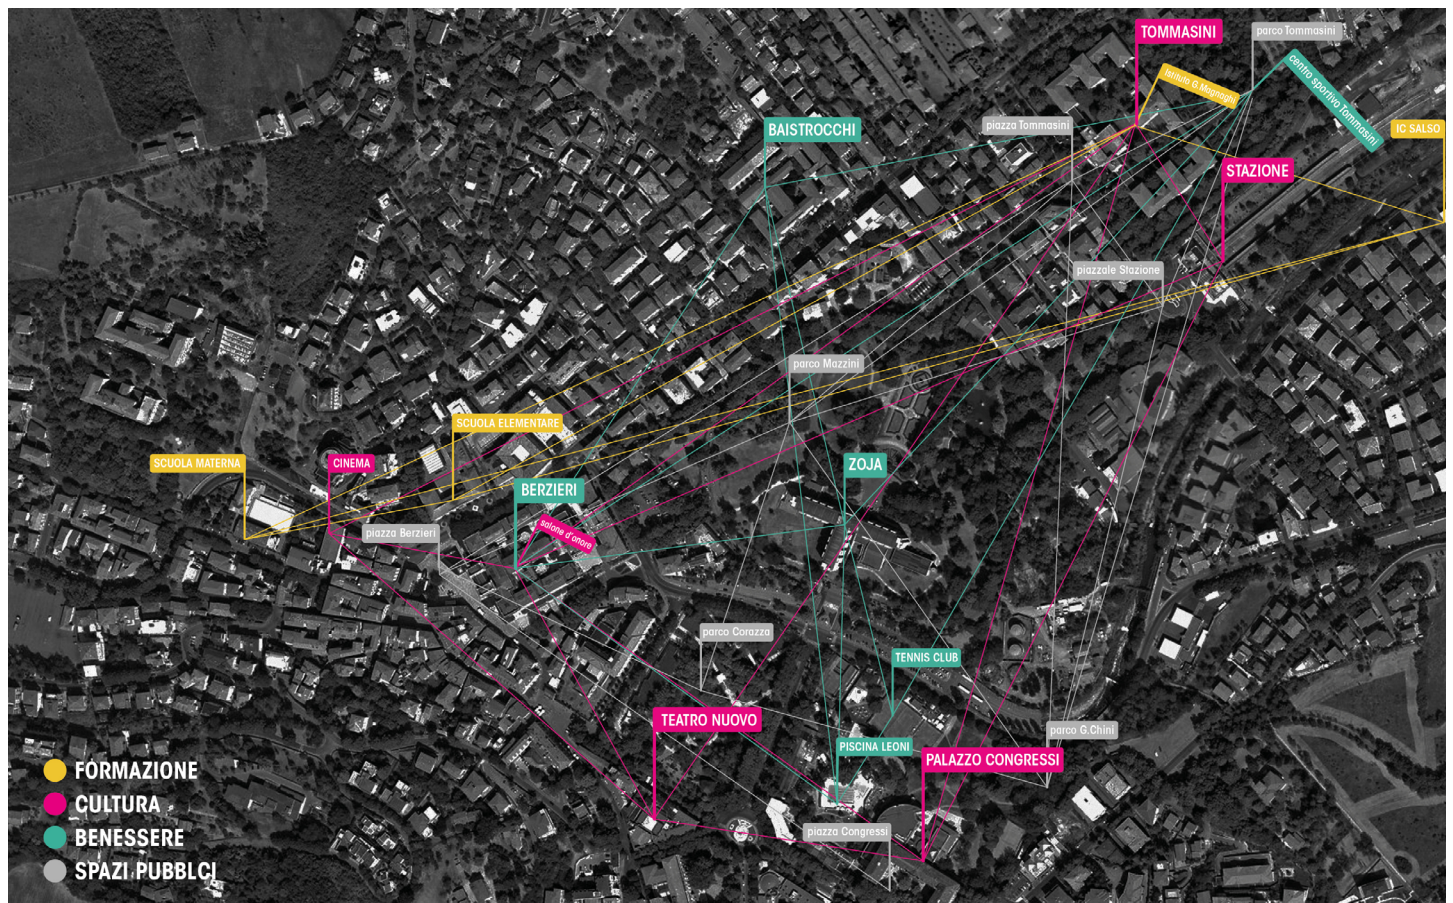 TOMMASINI
parco Tommasini
Istituto G.Magnaghi
centro sportivo Tommasini
piazza Tommasini
BAISTROCCHI
IC SALSO
STAZIONE
piazzale Stazione
parco Mazzini
SCUOLA ELEMENTARE
SCUOLA MATERNA
CINEMA
ZOJA
BERZIERI
salone d'onore
piazza Berzieri
parco Corazza
TENNIS CLUB
TEATRO NUOVO
parco G.Chini
PISCINA LEONI
PALAZZO CONGRESSI
piazza Congressi
FORMAZIONE
CULTURA
BENESSERE
SPAZI PUBBLCI